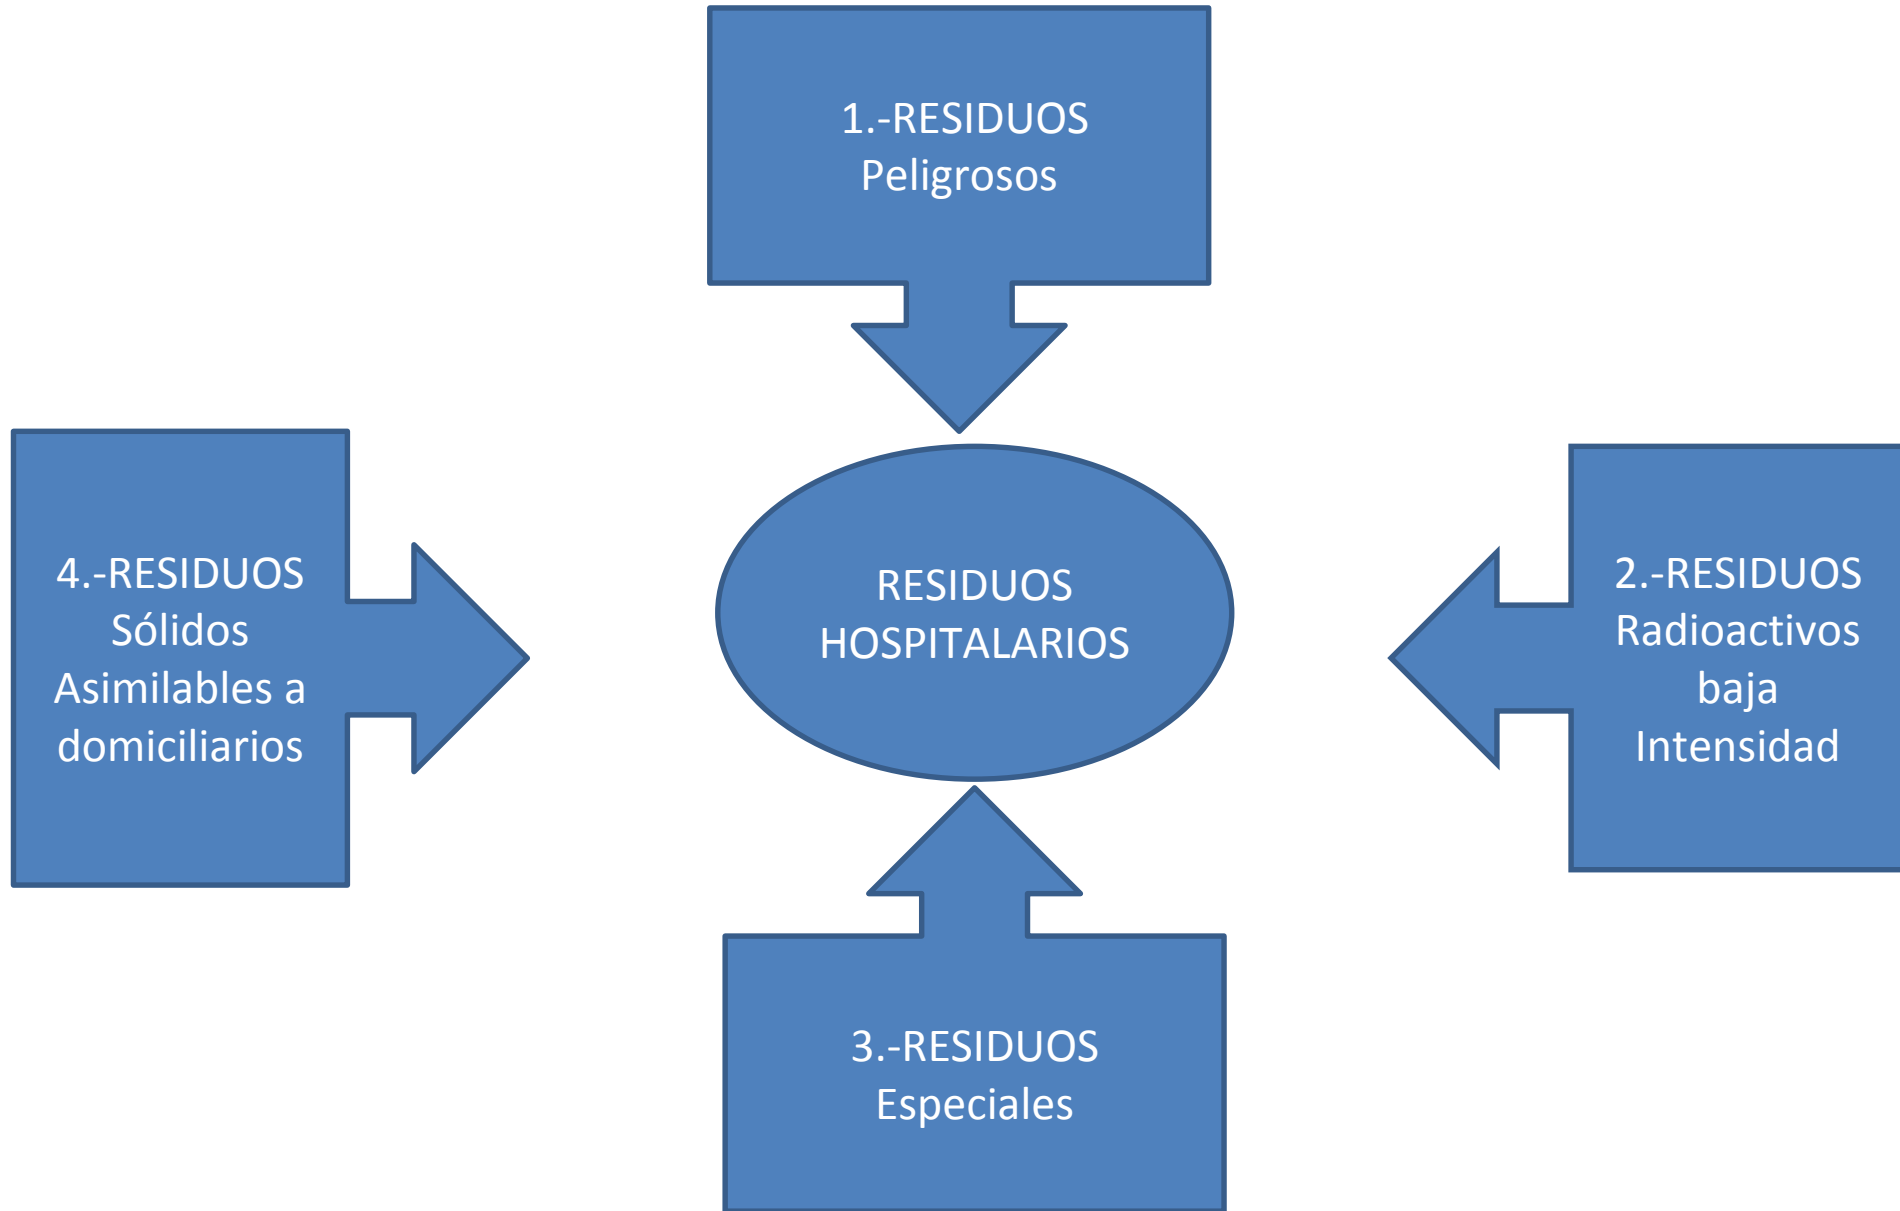 1.-RESIDUOS
Peligrosos
4.-RESIDUOS
Sólidos
Asimilables a
domiciliarios
RESIDUOS
HOSPITALARIOS
2.-RESIDUOS
Radioactivos
baja
Intensidad
3.-RESIDUOS
Especiales